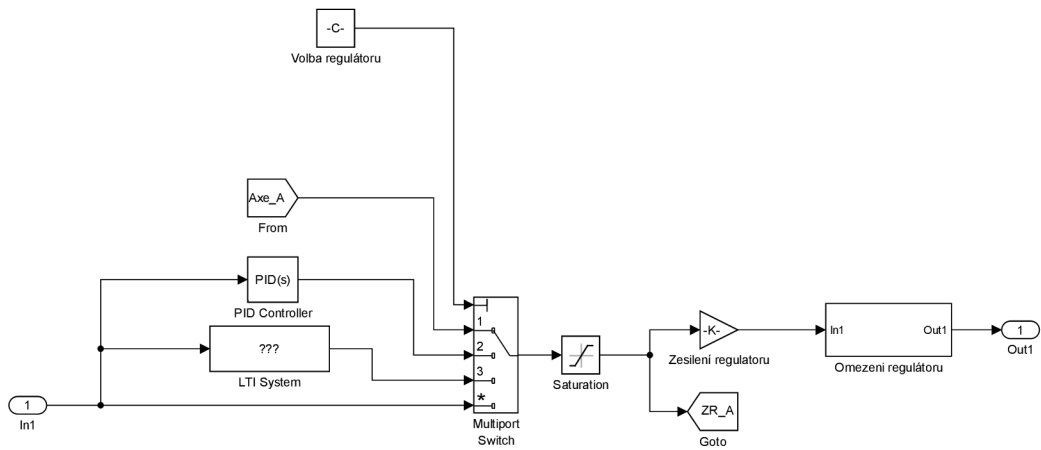 -C-
Volba regulátoru
Axe_A
From
PID(s)
PID Controller
???
LTI System
1
In1
1
2
3
*
Multiport
Switch
Saturation
-K-
Zesilení regulatoru
ZR_A
Goto
In1
Out1
Omezeni regulátoru
1
Out1